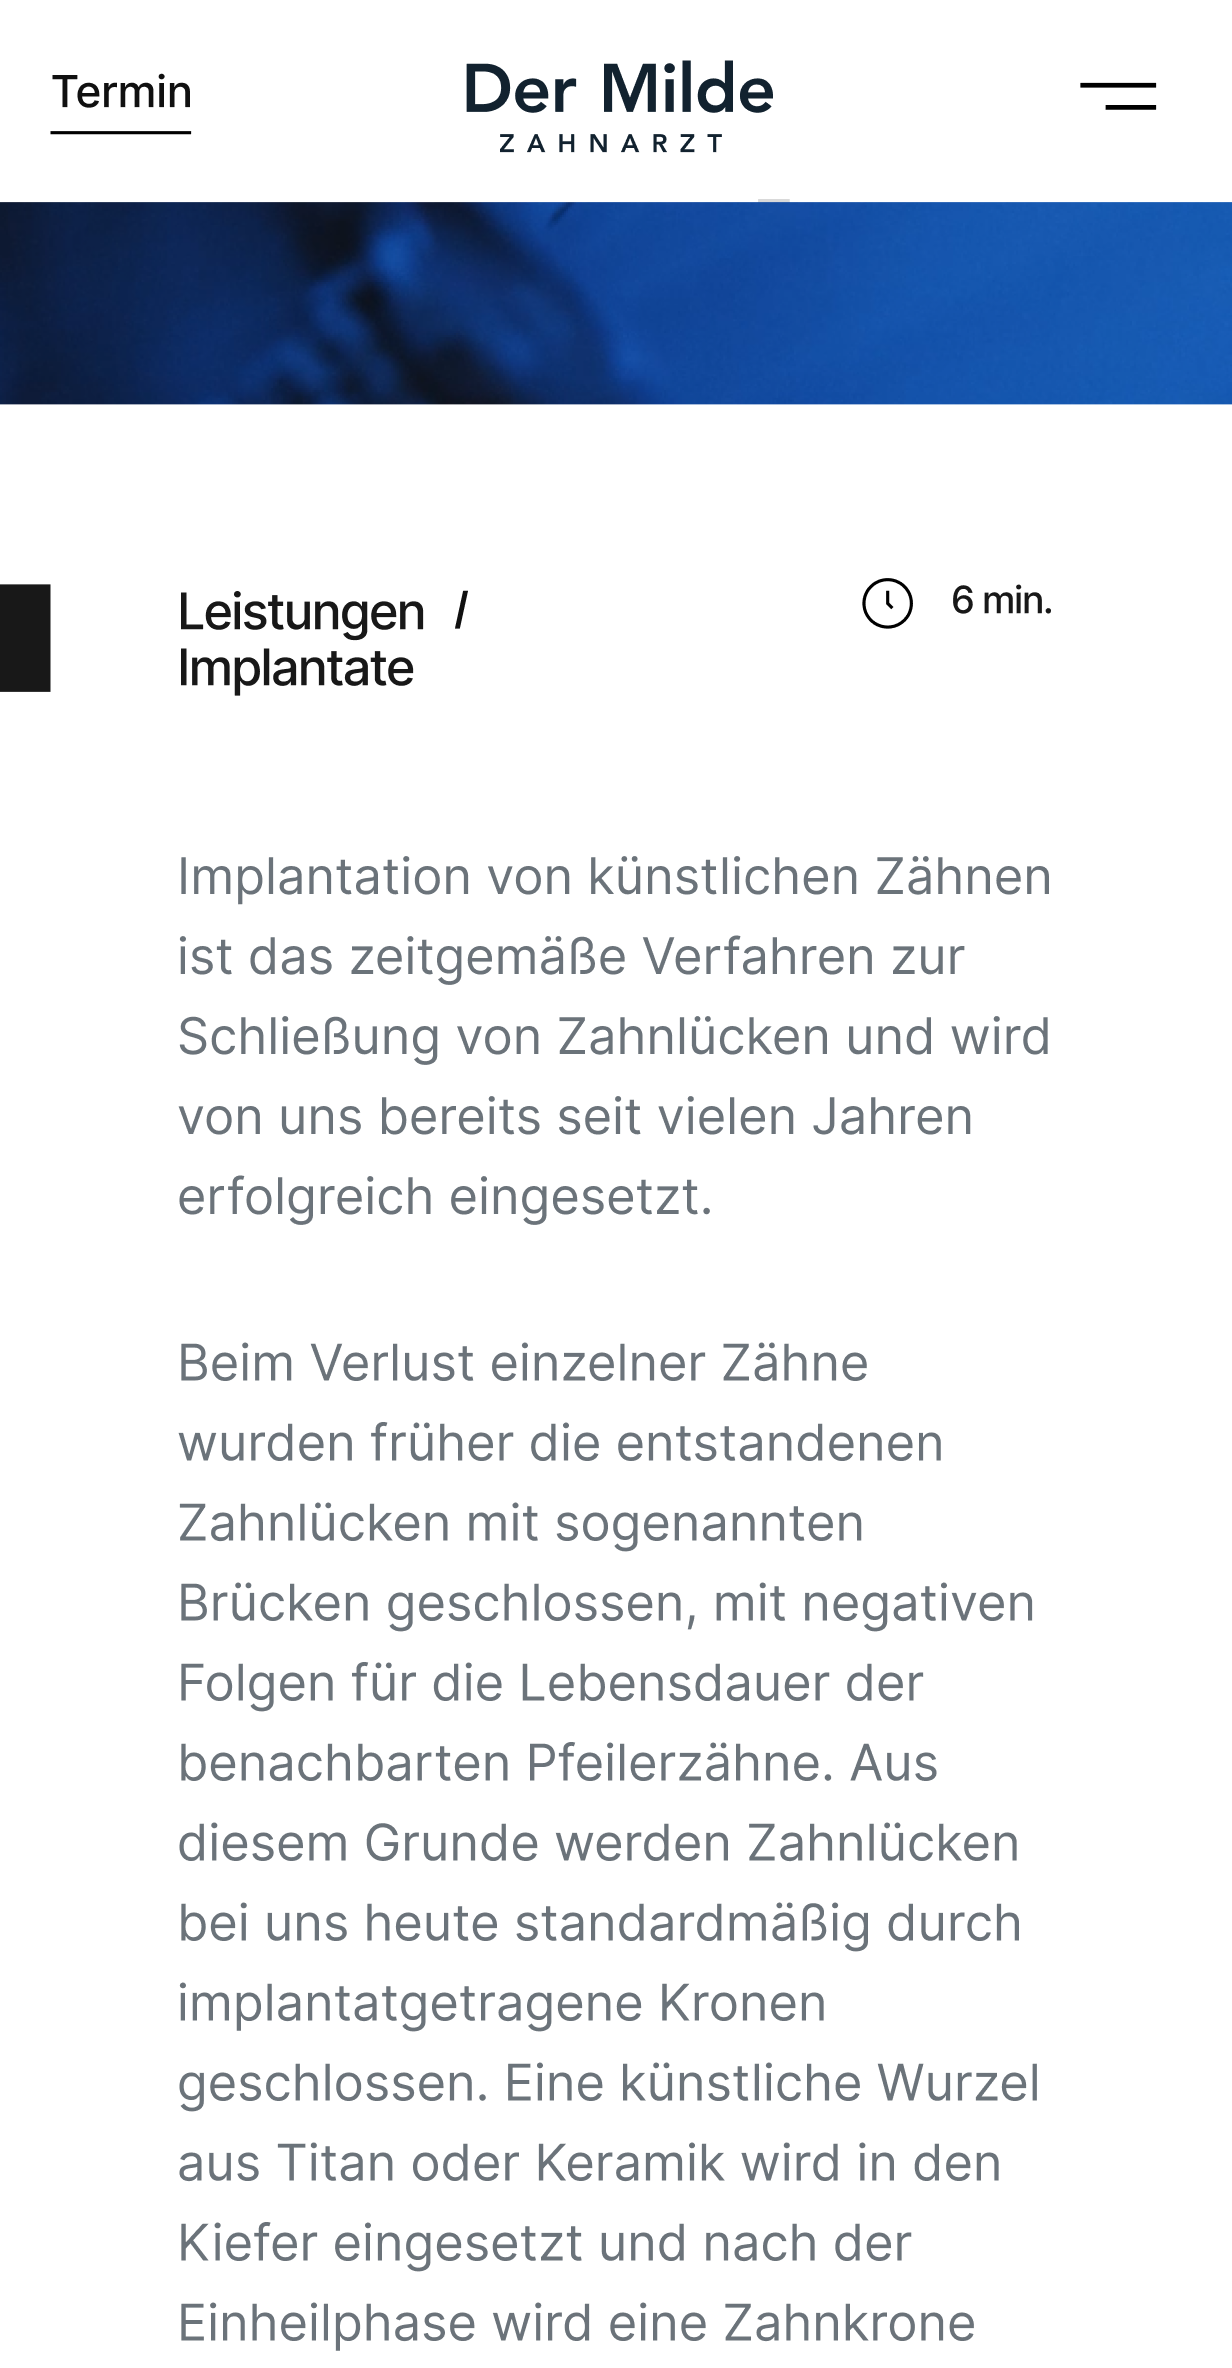 Termin
Der Milde
ZAHNARZT
Leistungen /
Implantate
6 min.
Implantation von künstlichen Zähnen
ist das zeitgemäße Verfahren zur
Schließung von Zahnlücken und wird
von uns bereits seit vielen Jahren
erfolgreich eingesetzt.
Beim Verlust einzelner Zähne
wurden früher die entstandenen
Zahnlücken mit sogenannten
Brücken geschlossen, mit negativen
Folgen für die Lebensdauer der
benachbarten Pfeilerzähne. Aus
diesem Grunde werden Zahnlücken
bei uns heute standardmäßig durch
implantatgetragene Kronen
geschlossen. Eine künstliche Wurzel
aus Titan oder Keramik wird in den
Kiefer eingesetzt und nach der
Einheilphase wird eine Zahnkrone